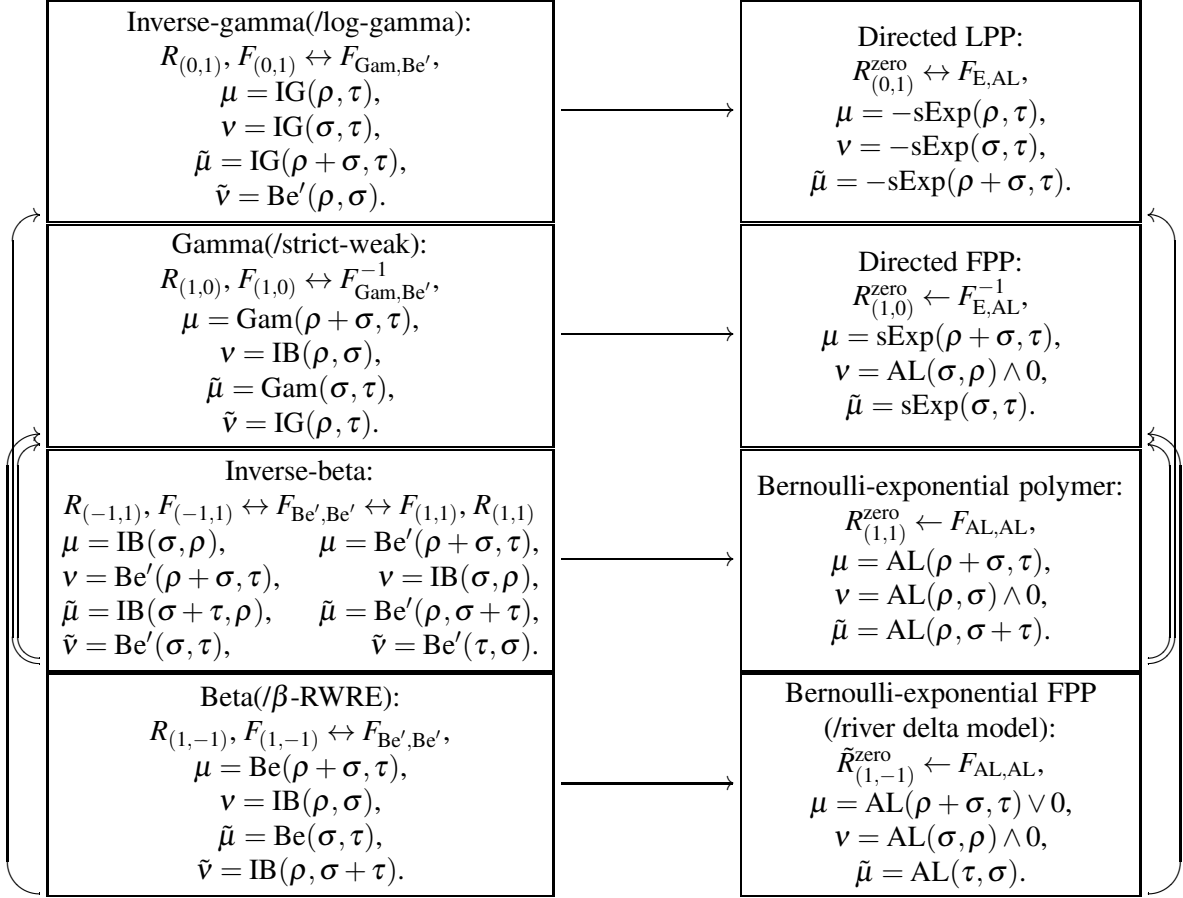 Inverse-gamma(/log-gamma):
R_{(0,1)}, F_{(0,1)} ↔ F_{Gam,Be′},
μ = IG(ρ, τ),
ν = IG(σ, τ),
μ̃ = IG(ρ + σ, τ),
ν̃ = Be′(ρ, σ).
Directed LPP:
R^{zero}_{(0,1)} ↔ F_{E,AL},
μ = −sExp(ρ, τ),
ν = −sExp(σ, τ),
μ̃ = −sExp(ρ + σ, τ).
Gamma(/strict-weak):
R_{(1,0)}, F_{(1,0)} ↔ F^{−1}_{Gam,Be′},
μ = Gam(ρ + σ, τ),
ν = IB(ρ, σ),
μ̃ = Gam(σ, τ),
ν̃ = IG(ρ, τ).
Directed FPP:
R^{zero}_{(1,0)} ← F^{−1}_{E,AL},
μ = sExp(ρ + σ, τ),
ν = AL(σ, ρ) ∧ 0,
μ̃ = sExp(σ, τ).
Inverse-beta:
R_{(−1,1)}, F_{(−1,1)} ↔ F_{Be′,Be′} ↔ F_{(1,1)}, R_{(1,1)}
μ = IB(σ, ρ), μ = Be′(ρ + σ, τ),
ν = Be′(ρ + σ, τ), ν = IB(σ, ρ),
μ̃ = IB(σ + τ, ρ), μ̃ = Be′(ρ, σ + τ),
ν̃ = Be′(σ, τ), ν̃ = Be′(τ, σ).
Bernoulli-exponential polymer:
R^{zero}_{(1,1)} ← F_{AL,AL},
μ = AL(ρ + σ, τ),
ν = AL(ρ, σ) ∧ 0,
μ̃ = AL(ρ, σ + τ).
Beta(/β-RWRE):
R_{(1,−1)}, F_{(1,−1)} ↔ F_{Be′,Be′},
μ = Be(ρ + σ, τ),
ν = IB(ρ, σ),
μ̃ = Be(σ, τ),
ν̃ = IB(ρ, σ + τ).
Bernoulli-exponential FPP
(/river delta model):
R̃^{zero}_{(1,−1)} ← F_{AL,AL},
μ = AL(ρ + σ, τ) ∨ 0,
ν = AL(σ, ρ) ∧ 0,
μ̃ = AL(τ, σ).